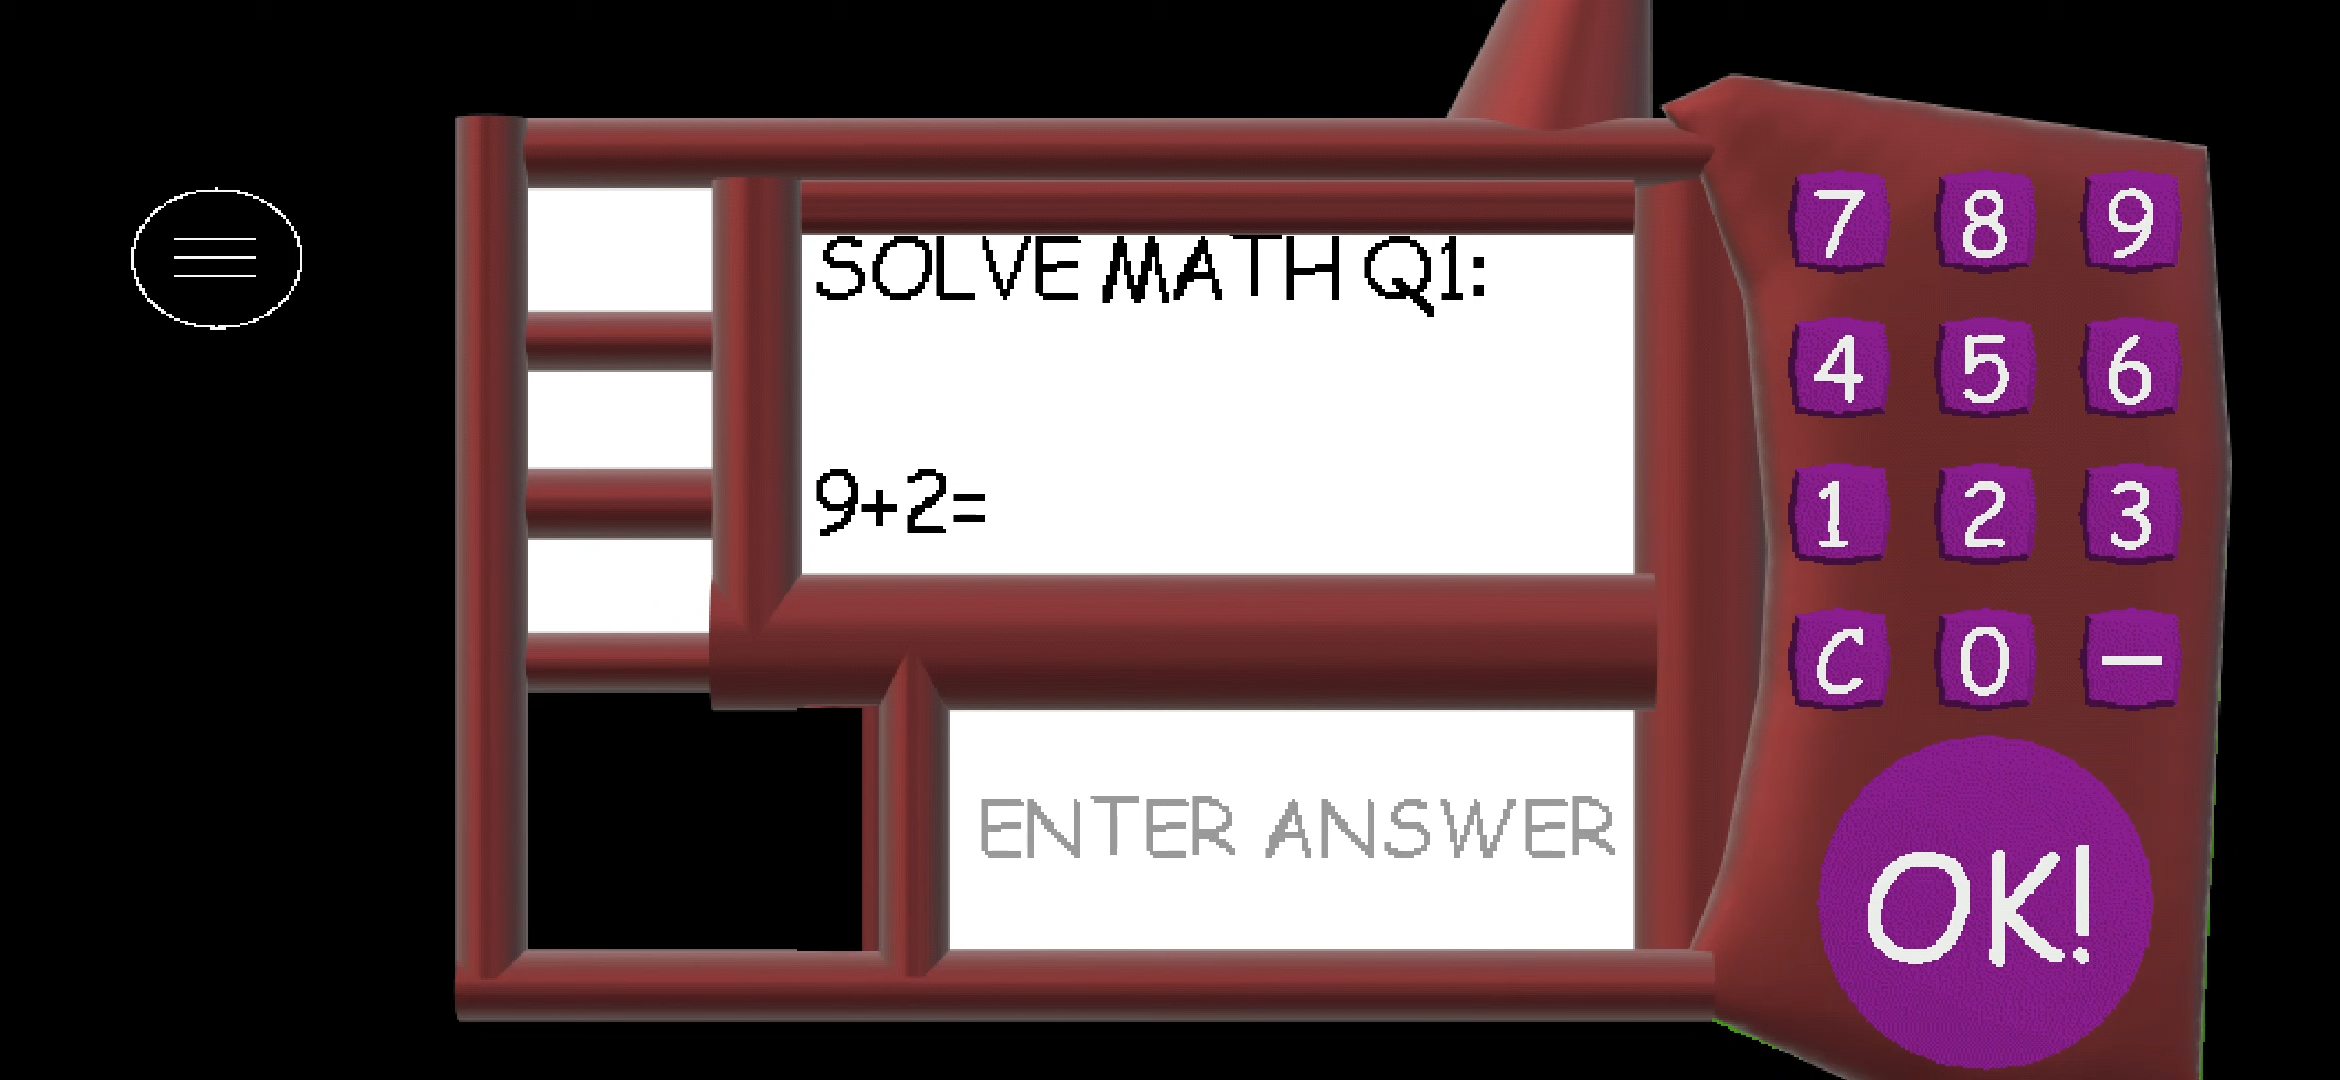 SOLVE MATH Q1:
9+2=
ENTER ANSWER
7 8 9
4 5 6
1 2 3
C 0 −
OK!